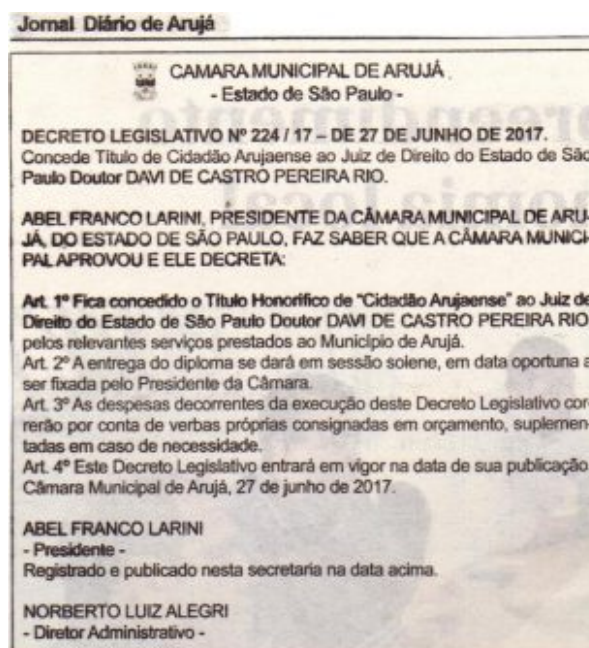 Jornal Diário de Arujá
CAMARA MUNICIPAL DE ARUJÁ
- Estado de São Paulo -
DECRETO LEGISLATIVO Nº 224 / 17 – DE 27 DE JUNHO DE 2017.
Concede Título de Cidadão Arujaense ao Juiz de Direito do Estado de São
Paulo Doutor DAVI DE CASTRO PEREIRA RIO.
ABEL FRANCO LARINI, PRESIDENTE DA CÂMARA MUNICIPAL DE ARU-
JÁ, DO ESTADO DE SÃO PAULO, FAZ SABER QUE A CÂMARA MUNICI-
PAL APROVOU E ELE DECRETA:
Art. 1º Fica concedido o Título Honorífico de "Cidadão Arujaense" ao Juiz de
Direito do Estado de São Paulo Doutor DAVI DE CASTRO PEREIRA RIO
pelos relevantes serviços prestados ao Município de Arujá.
Art. 2º A entrega do diploma se dará em sessão solene, em data oportuna a
ser fixada pelo Presidente da Câmara.
Art. 3º As despesas decorrentes da execução deste Decreto Legislativo cor-
rerão por conta de verbas próprias consignadas em orçamento, suplemen-
tadas em caso de necessidade.
Art. 4º Este Decreto Legislativo entrará em vigor na data de sua publicação
Câmara Municipal de Arujá, 27 de junho de 2017.
ABEL FRANCO LARINI
- Presidente -
Registrado e publicado nesta secretaria na data acima.
NORBERTO LUIZ ALEGRI
- Diretor Administrativo -